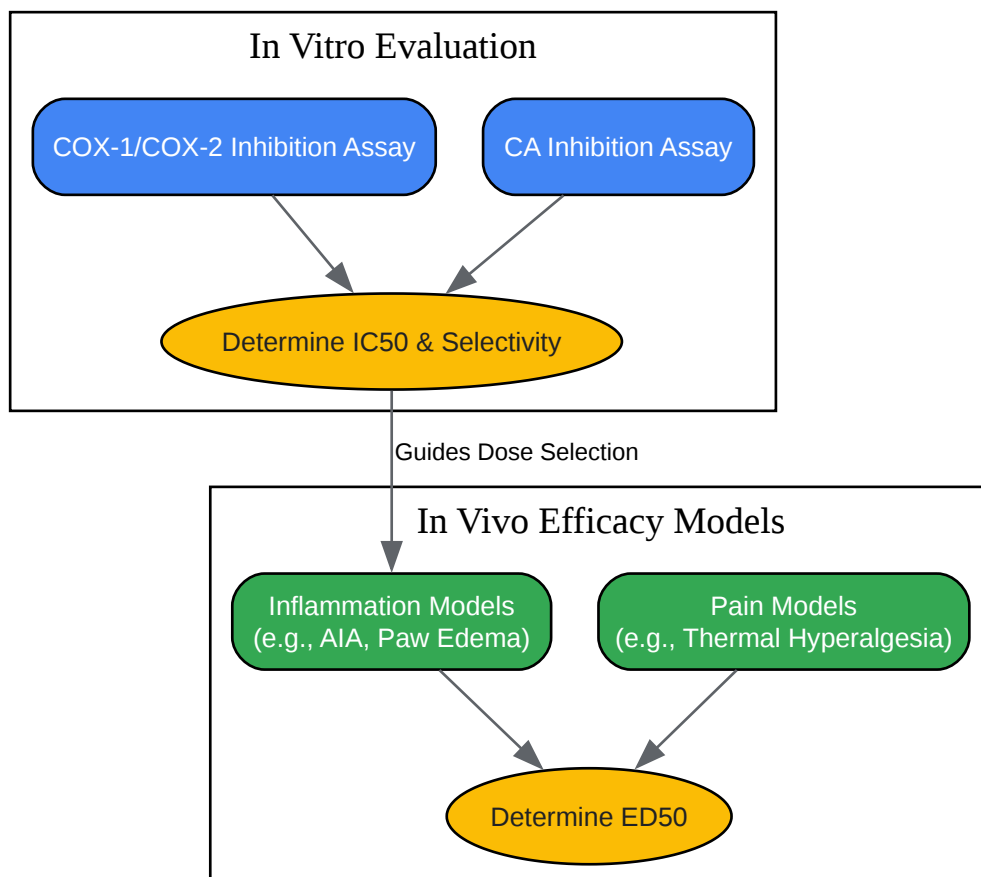 In Vitro Evaluation
COX-1/COX-2 Inhibition Assay
CA Inhibition Assay
Determine IC50 & Selectivity
Guides Dose Selection
In Vivo Efficacy Models
Inflammation Models
(e.g., AIA, Paw Edema)
Pain Models
(e.g., Thermal Hyperalgesia)
Determine ED50